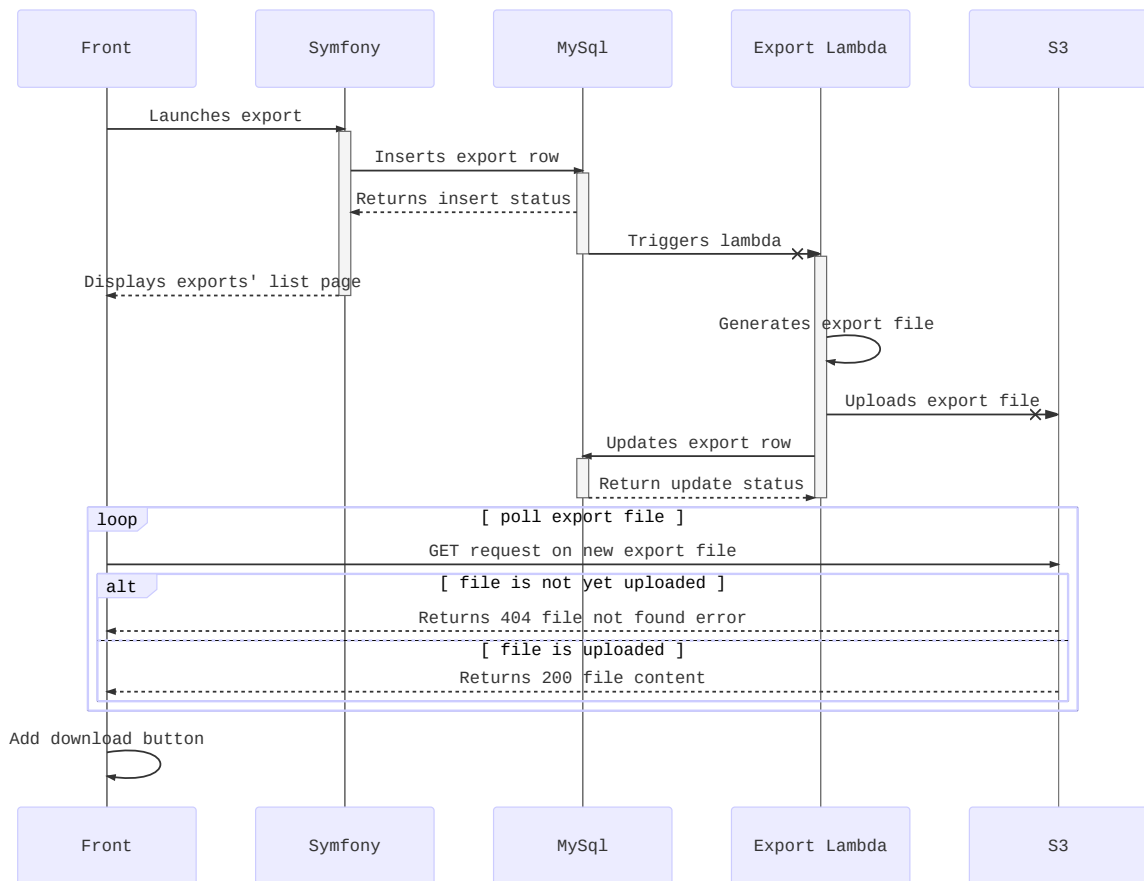 Front
Symfony
MySql
Export Lambda
S3
Launches export
Inserts export row
Returns insert status
Triggers lambda
Displays exports' list page
Generates export file
Uploads export file
Updates export row
Return update status
loop
[ poll export file ]
GET request on new export file
alt
[ file is not yet uploaded ]
Returns 404 file not found error
[ file is uploaded ]
Returns 200 file content
Add download button
Front
Symfony
MySql
Export Lambda
S3